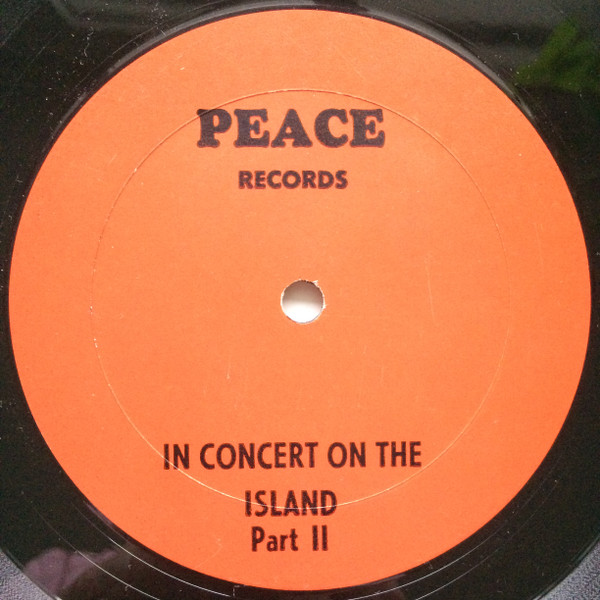 PEACE
RECORDS
IN CONCERT ON THE
ISLAND
Part II